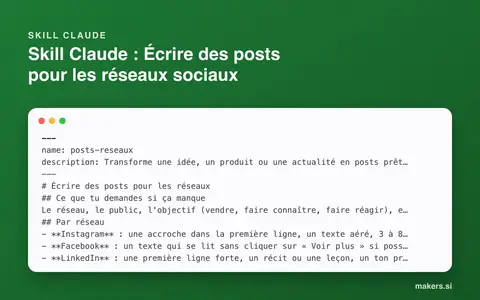 SKILL CLAUDE
Skill Claude : Écrire des posts
pour les réseaux sociaux
---
name: posts-reseaux
description: Transforme une idée, un produit ou une actualité en posts prêt…
---
# Écrire des posts pour les réseaux
## Ce que tu demandes si ça manque
Le réseau, le public, l'objectif (vendre, faire connaître, faire réagir), e…
## Par réseau
- **Instagram** : une accroche dans la première ligne, un texte aéré, 3 à 8…
- **Facebook** : un texte qui se lit sans cliquer sur « Voir plus » si poss…
- **LinkedIn** : une première ligne forte, un récit ou une leçon, un ton pr…
makers.si